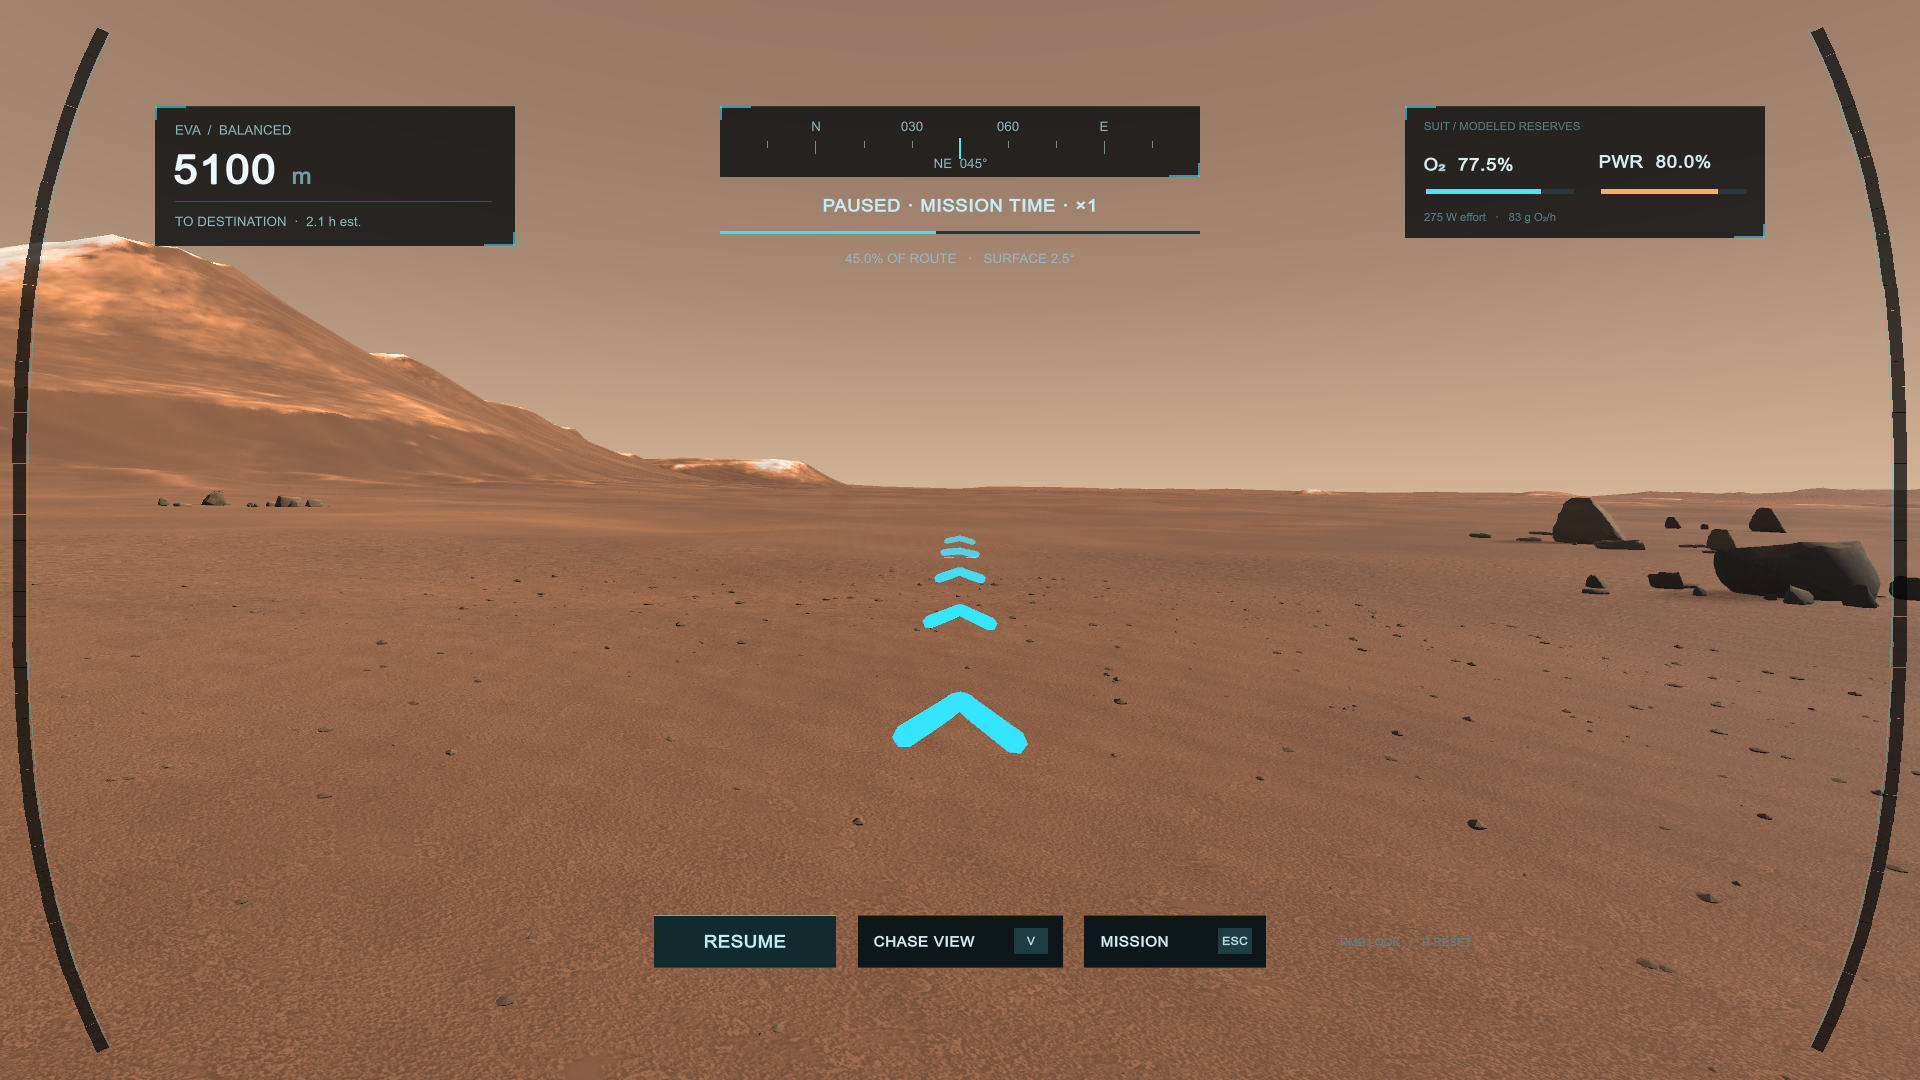 EVA / BALANCED
5100 m
TO DESTINATION · 2.1 h est.
N 030 060 E
NE 045°
PAUSED · MISSION TIME · ×1
45.0% OF ROUTE · SURFACE 2.5°
SUIT / MODELED RESERVES
O₂ 77.5% PWR 80.0%
275 W effort · 83 g O₂/h
RESUME
CHASE VIEW V
MISSION ESC